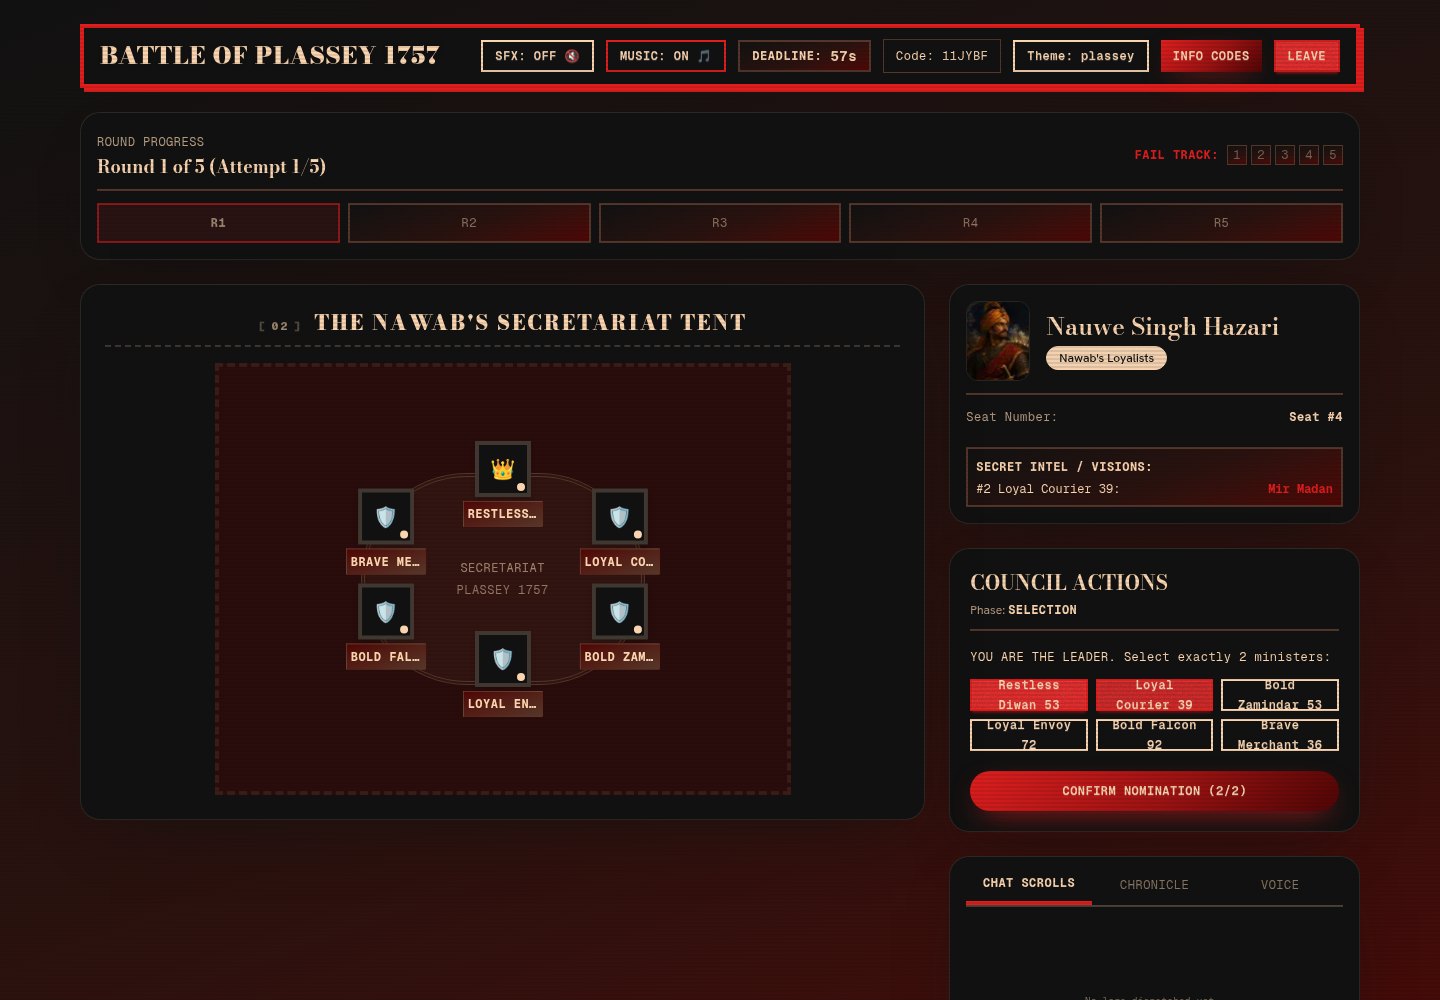 BATTLE OF PLASSEY 1757
SFX: OFF 🔇
MUSIC: ON 🎵
DEADLINE: 57s
Code: 11JYBF
Theme: plassey
INFO CODES
LEAVE
ROUND PROGRESS
Round 1 of 5 (Attempt 1/5)
FAIL TRACK: 1 2 3 4 5
R1
R2
R3
R4
R5
[ 02 ] THE NAWAB'S SECRETARIAT TENT
RESTLESS…
BRAVE ME…
LOYAL CO…
SECRETARIAT
PLASSEY 1757
BOLD FAL…
BOLD ZAM…
LOYAL EN…
Nauwe Singh Hazari
Nawab's Loyalists
Seat Number: Seat #4
SECRET INTEL / VISIONS:
#2 Loyal Courier 39: Mir Madan
COUNCIL ACTIONS
Phase: SELECTION
YOU ARE THE LEADER. Select exactly 2 ministers:
Restless
Diwan 53
Loyal
Courier 39
Bold
Zamindar 53
Loyal Envoy
72
Bold Falcon
92
Brave
Merchant 36
CONFIRM NOMINATION (2/2)
CHAT SCROLLS
CHRONICLE
VOICE